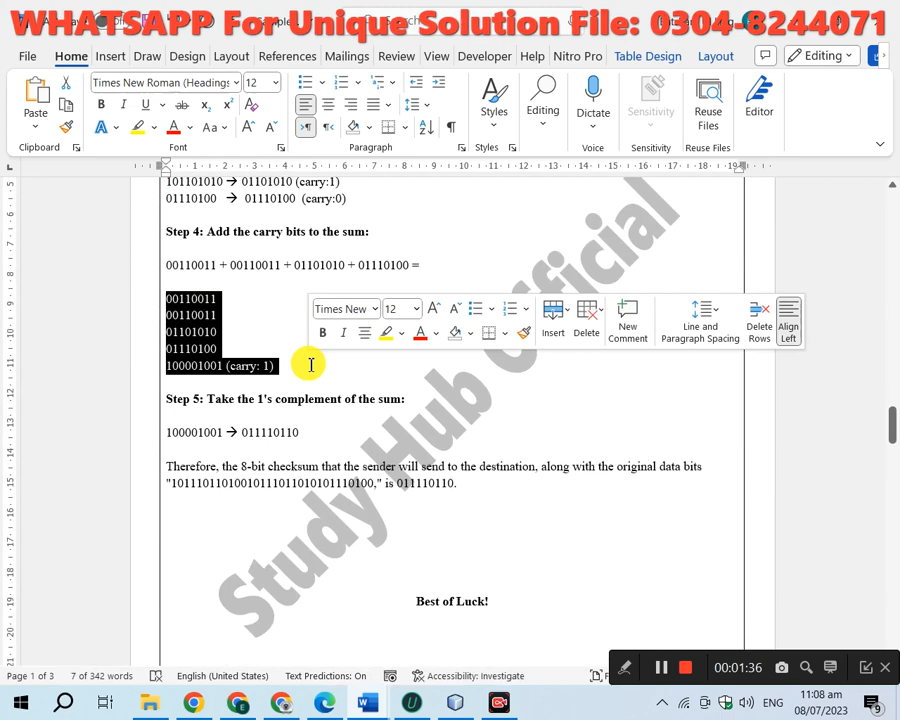 WHATSAPP For Unique Solution File: 0304-8244071
File Home Insert Draw Design Layout References Mailings Review View Developer Help Nitro Pro Table Design Layout Editing
Times New Roman (Headings 12
Paste
Clipboard Font Paragraph Styles Voice Sensitivity Reuse Files
Styles Editing Dictate Sensitivity Reuse Files Editor
101101010 → 01101010 (carry:1)
01110100 → 01110100 (carry:0)
Step 4: Add the carry bits to the sum:
00110011 + 00110011 + 01101010 + 01110100 =
00110011
00110011
01101010
01110100
100001001 (carry: 1)
Times New 12
Insert Delete New Comment Line and Paragraph Spacing Delete Rows Align Left
Step 5: Take the 1's complement of the sum:
100001001 → 011110110
Therefore, the 8-bit checksum that the sender will send to the destination, along with the original data bits
"10111011010010111011010101110100," is 011110110.
Study Hub Official
Best of Luck!
00:01:36
Page 1 of 3 7 of 342 words English (United States) Text Predictions: On Accessibility: Investigate
ENG 11:08 am
08/07/2023